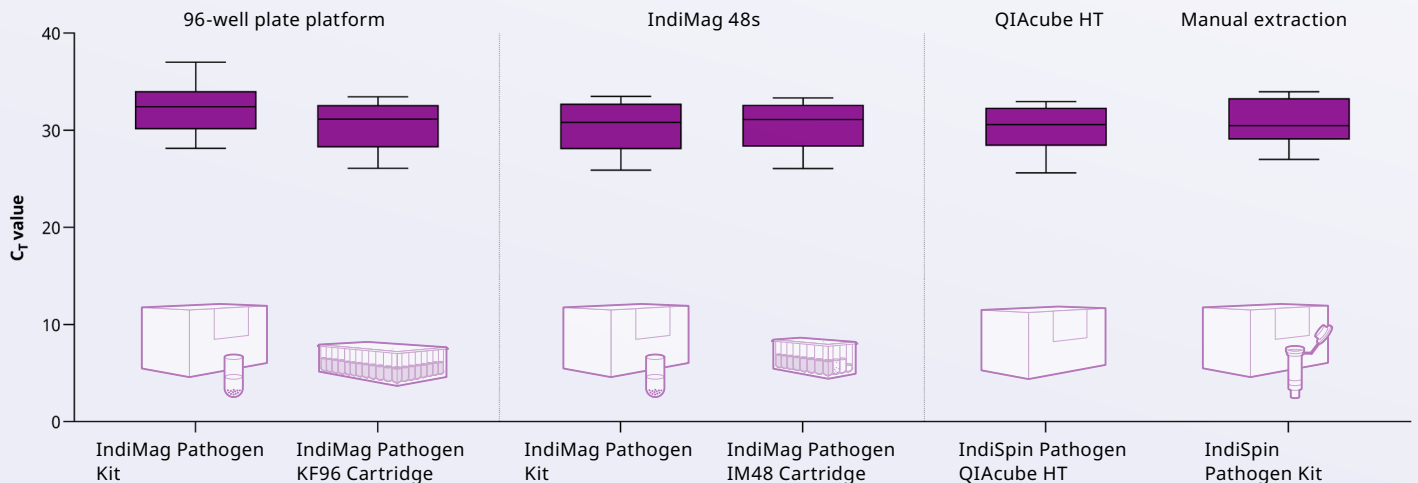 96-well plate platform
IndiMag 48s
QIAcube HT
Manual extraction
40
30
20
10
0
CT value
IndiMag Pathogen
Kit
IndiMag Pathogen
KF96 Cartridge
IndiMag Pathogen
Kit
IndiMag Pathogen
IM48 Cartridge
IndiSpin Pathogen
QIAcube HT
IndiSpin
Pathogen Kit